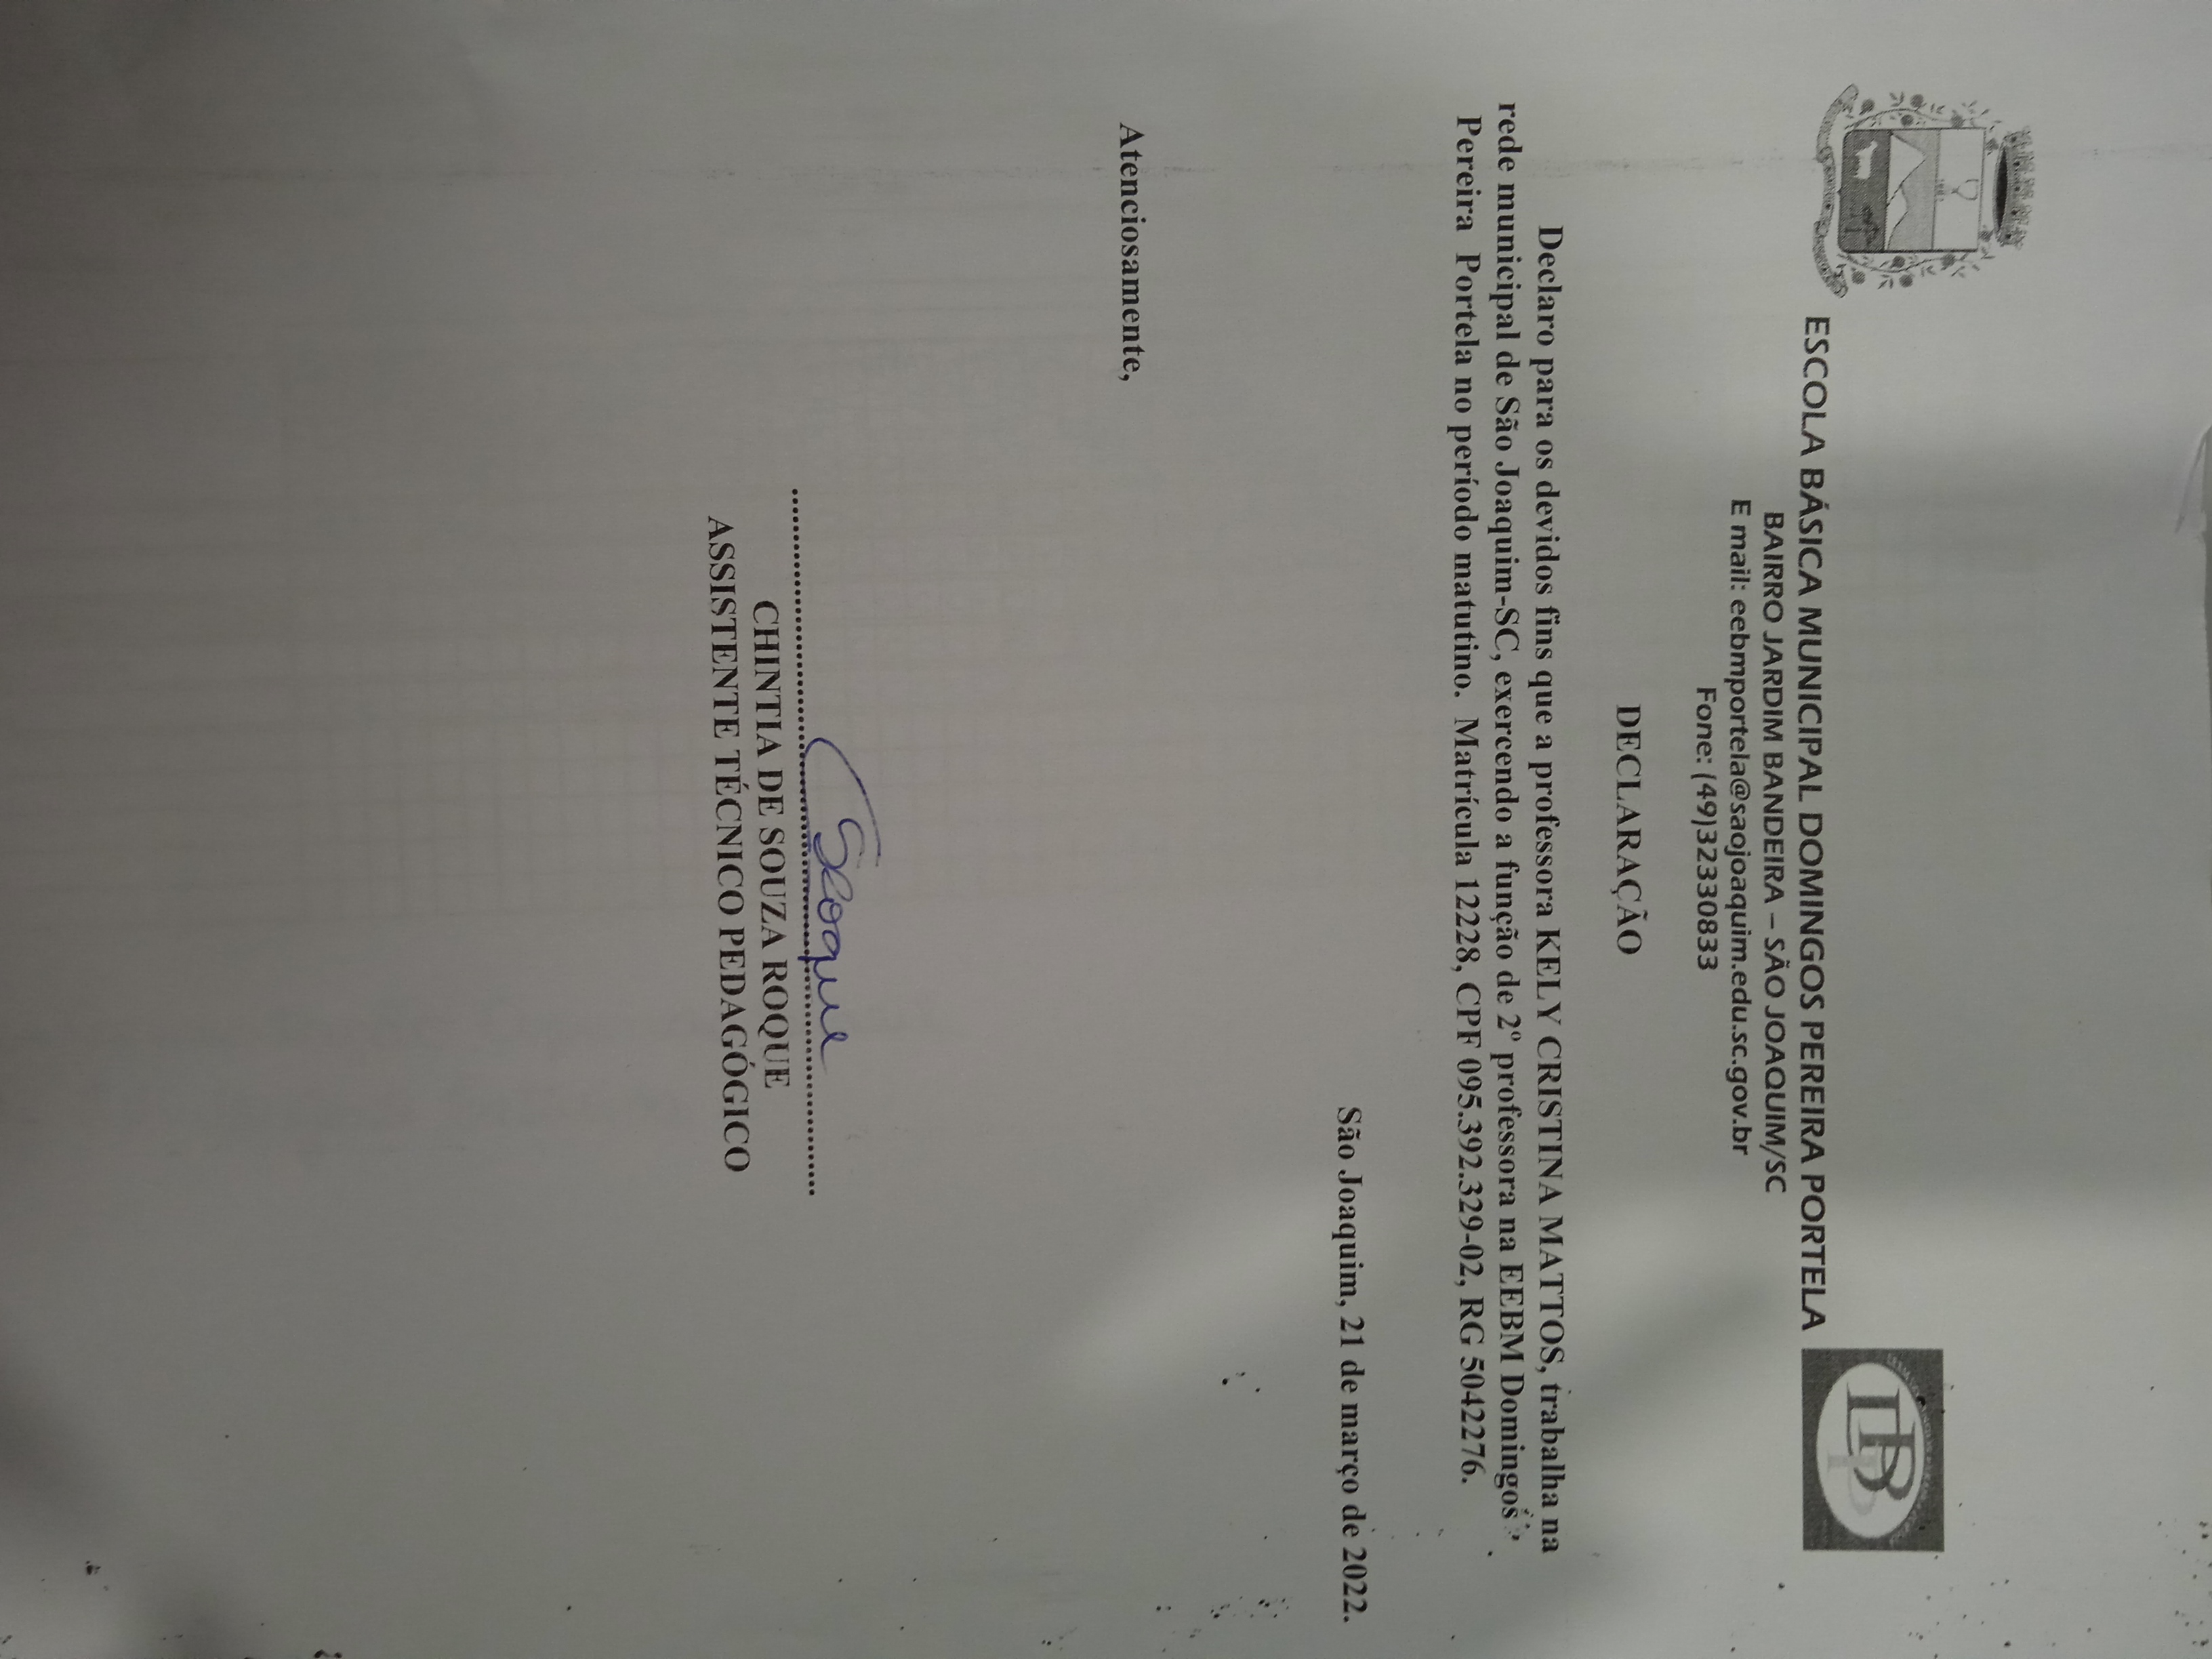 ESCOLA BÁSICA MUNICIPAL DOMINGOS PEREIRA PORTELA
BAIRRO JARDIM BANDEIRA – SÃO JOAQUIM/SC
E mail: eebmportela@saojoaquim.edu.sc.gov.br
Fone: (49)32330833
DECLARAÇÃO
Declaro para os devidos fins que a professora KELY CRISTINA MATTOS, trabalha na
rede municipal de São Joaquim-SC, exercendo a função de 2º professora na EEBM Domingos
Pereira Portela no período matutino. Matrícula 12228, CPF 095.392.329-02, RG 5042276.
São Joaquim, 21 de março de 2022.
Atenciosamente,
CHINTIA DE SOUZA ROQUE
ASSISTENTE TÉCNICO PEDAGÓGICO